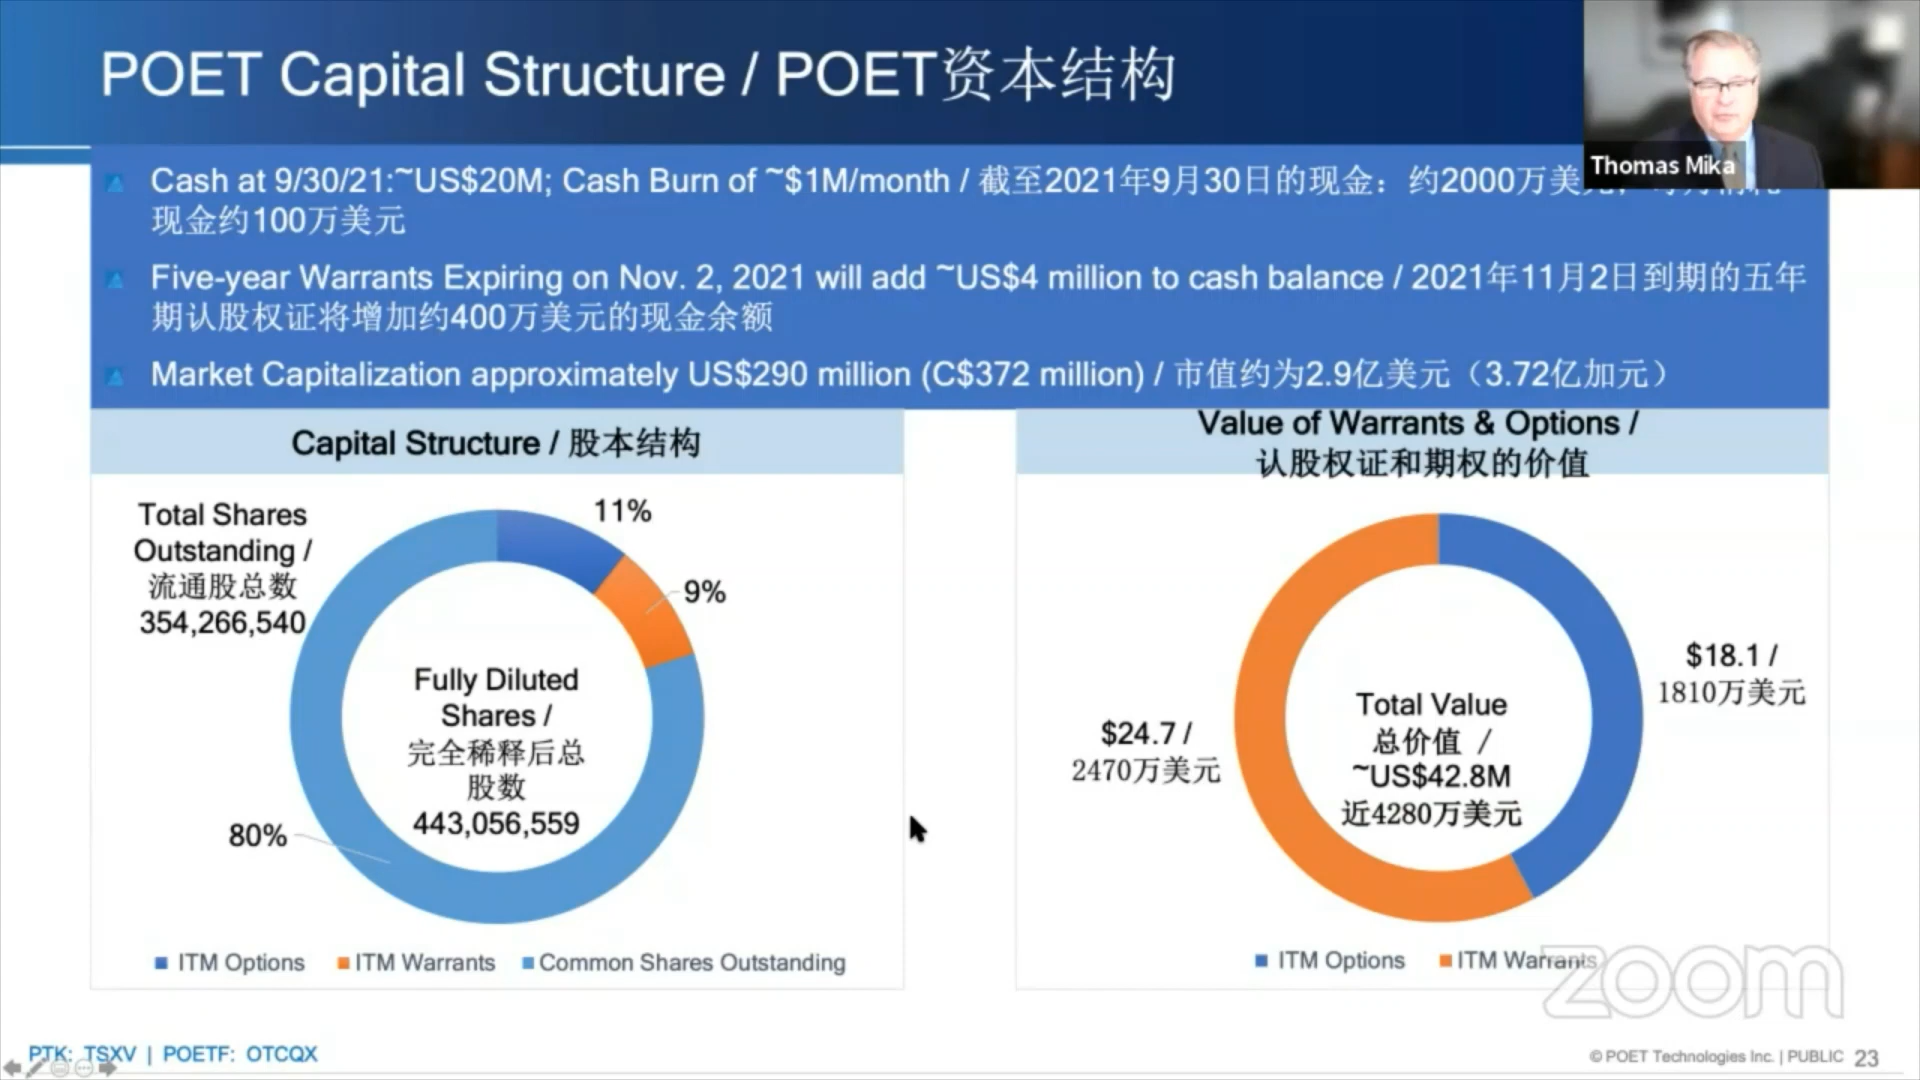 POET Capital Structure / POET资本结构
Thomas Mika
Cash at 9/30/21:~US$20M; Cash Burn of ~$1M/month / 截至2021年9月30日的现金：约2000万美
现金约100万美元
Five-year Warrants Expiring on Nov. 2, 2021 will add ~US$4 million to cash balance / 2021年11月2日到期的五年
期认股权证将增加约400万美元的现金余额
Market Capitalization approximately US$290 million (C$372 million) / 市值约为2.9亿美元（3.72亿加元）
Capital Structure / 股本结构
Total Shares
Outstanding /
流通股总数
354,266,540
11%
9%
80%
Fully Diluted
Shares /
完全稀释后总
股数
443,056,559
ITM Options ITM Warrants Common Shares Outstanding
Value of Warrants & Options /
认股权证和期权的价值
$18.1 /
1810万美元
$24.7 /
2470万美元
Total Value
总价值 /
~US$42.8M
近4280万美元
ITM Options ITM Warrants
zoom
PTK: TSXV | POETF: OTCQX
© POET Technologies Inc. | PUBLIC 23